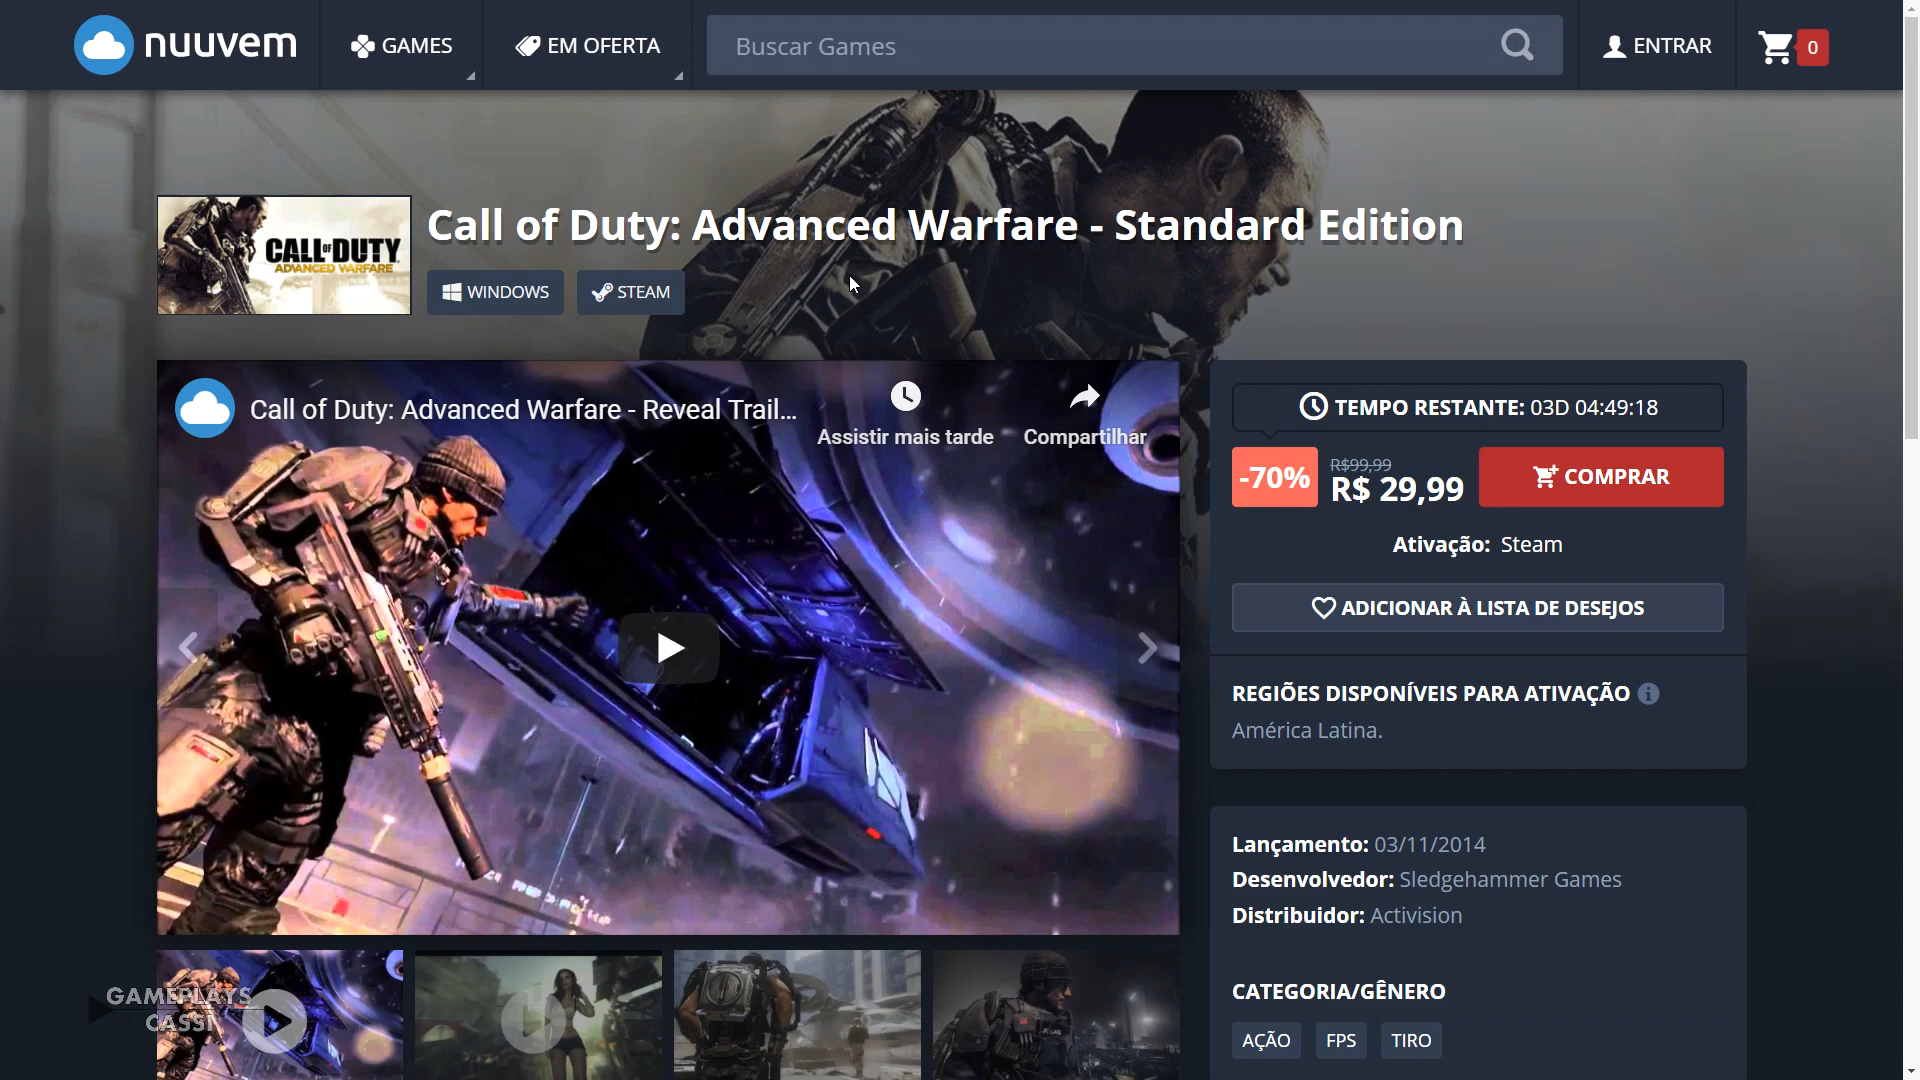 nuuvem
GAMES
EM OFERTA
Buscar Games
ENTRAR
0
CALL OF DUTY
ADVANCED WARFARE
Call of Duty: Advanced Warfare - Standard Edition
WINDOWS
STEAM
Call of Duty: Advanced Warfare - Reveal Trail...
Assistir mais tarde
Compartilhar
TEMPO RESTANTE: 03D 04:49:18
-70%
R$99,99
R$ 29,99
COMPRAR
Ativação: Steam
ADICIONAR À LISTA DE DESEJOS
REGIÕES DISPONÍVEIS PARA ATIVAÇÃO
América Latina.
Lançamento: 03/11/2014
Desenvolvedor: Sledgehammer Games
Distribuidor: Activision
CATEGORIA/GÊNERO
AÇÃO
FPS
TIRO
GAMEPLAYS
CASSI